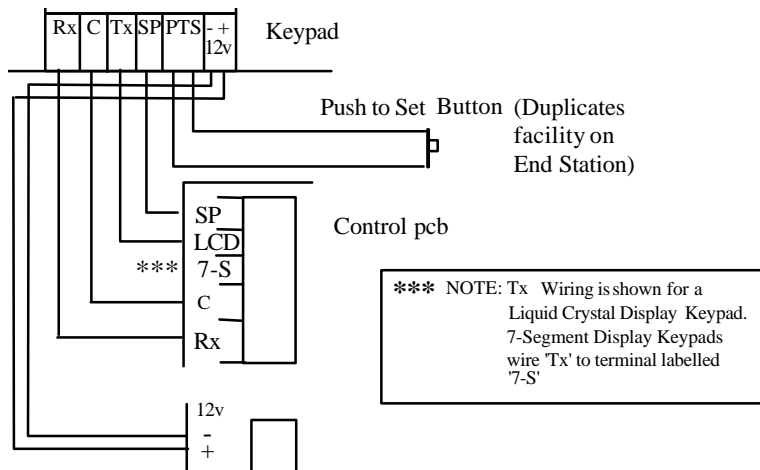 Rx C Tx SP PTS - +
12v
Keypad
Push to Set Button (Duplicates
facility on
End Station)
SP
LCD
*** 7-S
C
Rx
Control pcb
*** NOTE: Tx Wiring is shown for a
Liquid Crystal Display Keypad.
7-Segment Display Keypads
wire 'Tx' to terminal labelled
'7-S'
12v
-
+